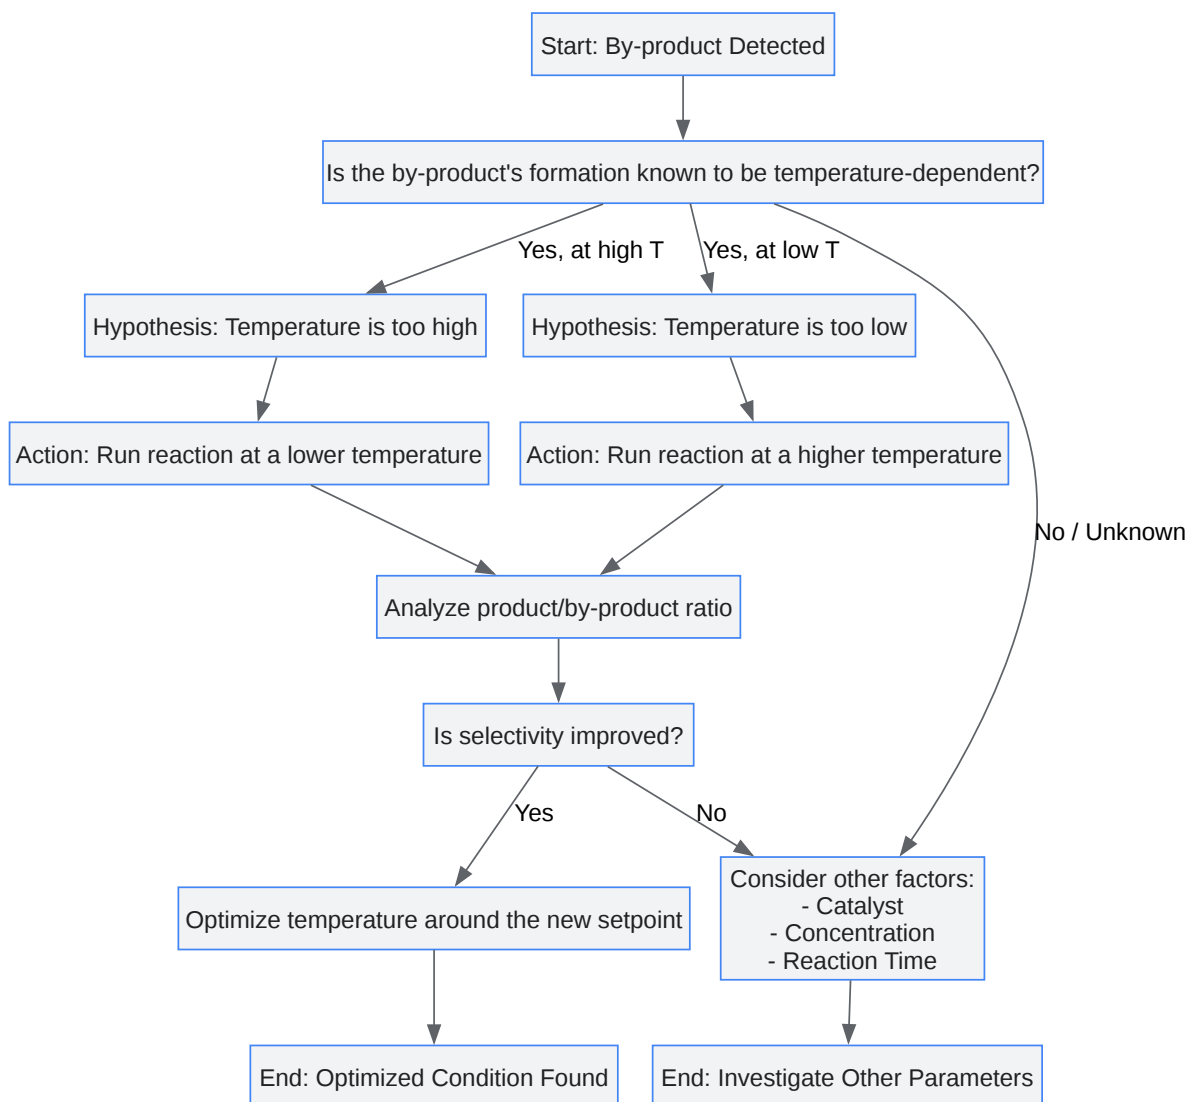 Start: By-product Detected
Is the by-product's formation known to be temperature-dependent?
Yes, at high T
Yes, at low T
Hypothesis: Temperature is too high
Hypothesis: Temperature is too low
Action: Run reaction at a lower temperature
Action: Run reaction at a higher temperature
No / Unknown
Analyze product/by-product ratio
Is selectivity improved?
Yes
No
Consider other factors:
- Catalyst
- Concentration
- Reaction Time
Optimize temperature around the new setpoint
End: Optimized Condition Found
End: Investigate Other Parameters